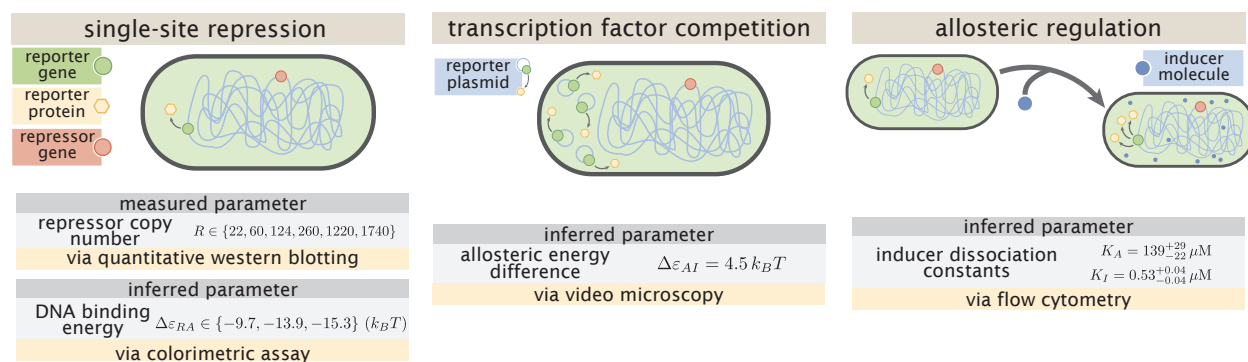 single-site repression
reporter
gene
reporter
protein
repressor
gene
measured parameter
repressor copy
number
R ∈ {22, 60, 124, 260, 1220, 1740}
via quantitative western blotting
inferred parameter
DNA binding
energy
Δε_{RA} ∈ {−9.7, −13.9, −15.3} (k_BT)
via colorimetric assay
transcription factor competition
reporter
plasmid
inferred parameter
allosteric energy
difference
Δε_{AI} = 4.5 k_BT
via video microscopy
allosteric regulation
inducer
molecule
inferred parameter
inducer dissociation
constants
K_A = 139^{+29}_{−22} μM
K_I = 0.53^{+0.04}_{−0.04} μM
via flow cytometry